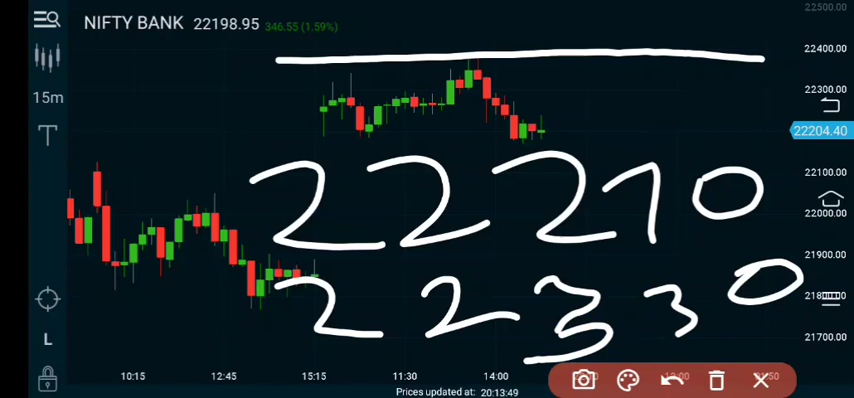 NIFTY BANK 22198.95 346.55 (1.59%)
22500.00
22400.00
15m
22300.00
T
22204.40
22210
22100.00
22000.00
21900.00
22330
L
21700.00
10:15 12:45 15:15 11:30 14:00
Prices updated at: 20:13:49